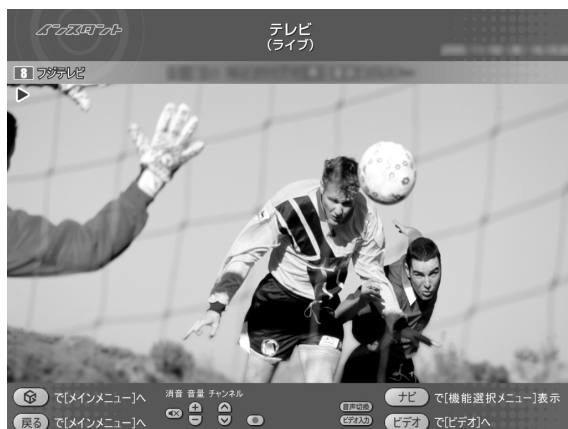 インスタント
テレビ
(ライブ)
8 フジテレビ
で[メインメニュー]へ
消音 音量 チャンネル
音声切換
ナビ で[機能選択メニュー]表示
戻る で[メインメニュー]へ
ビデオ入力
ビデオ で[ビデオ]へ